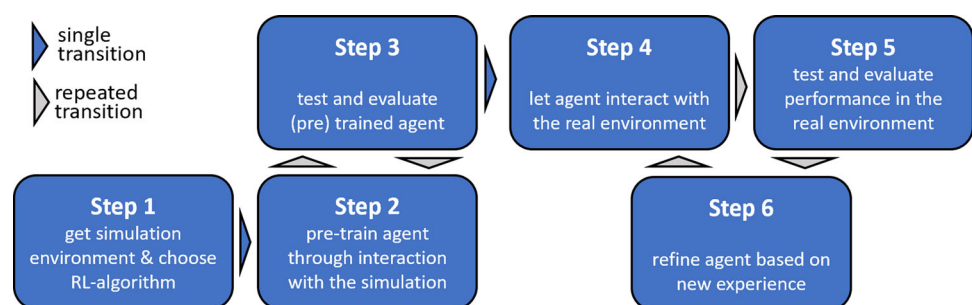 single
transition
repeated
transition
Step 3
test and evaluate
(pre) trained agent
Step 4
let agent interact with
the real environment
Step 5
test and evaluate
performance in the
real environment
Step 1
get simulation
environment & choose
RL-algorithm
Step 2
pre-train agent
through interaction
with the simulation
Step 6
refine agent based on
new experience